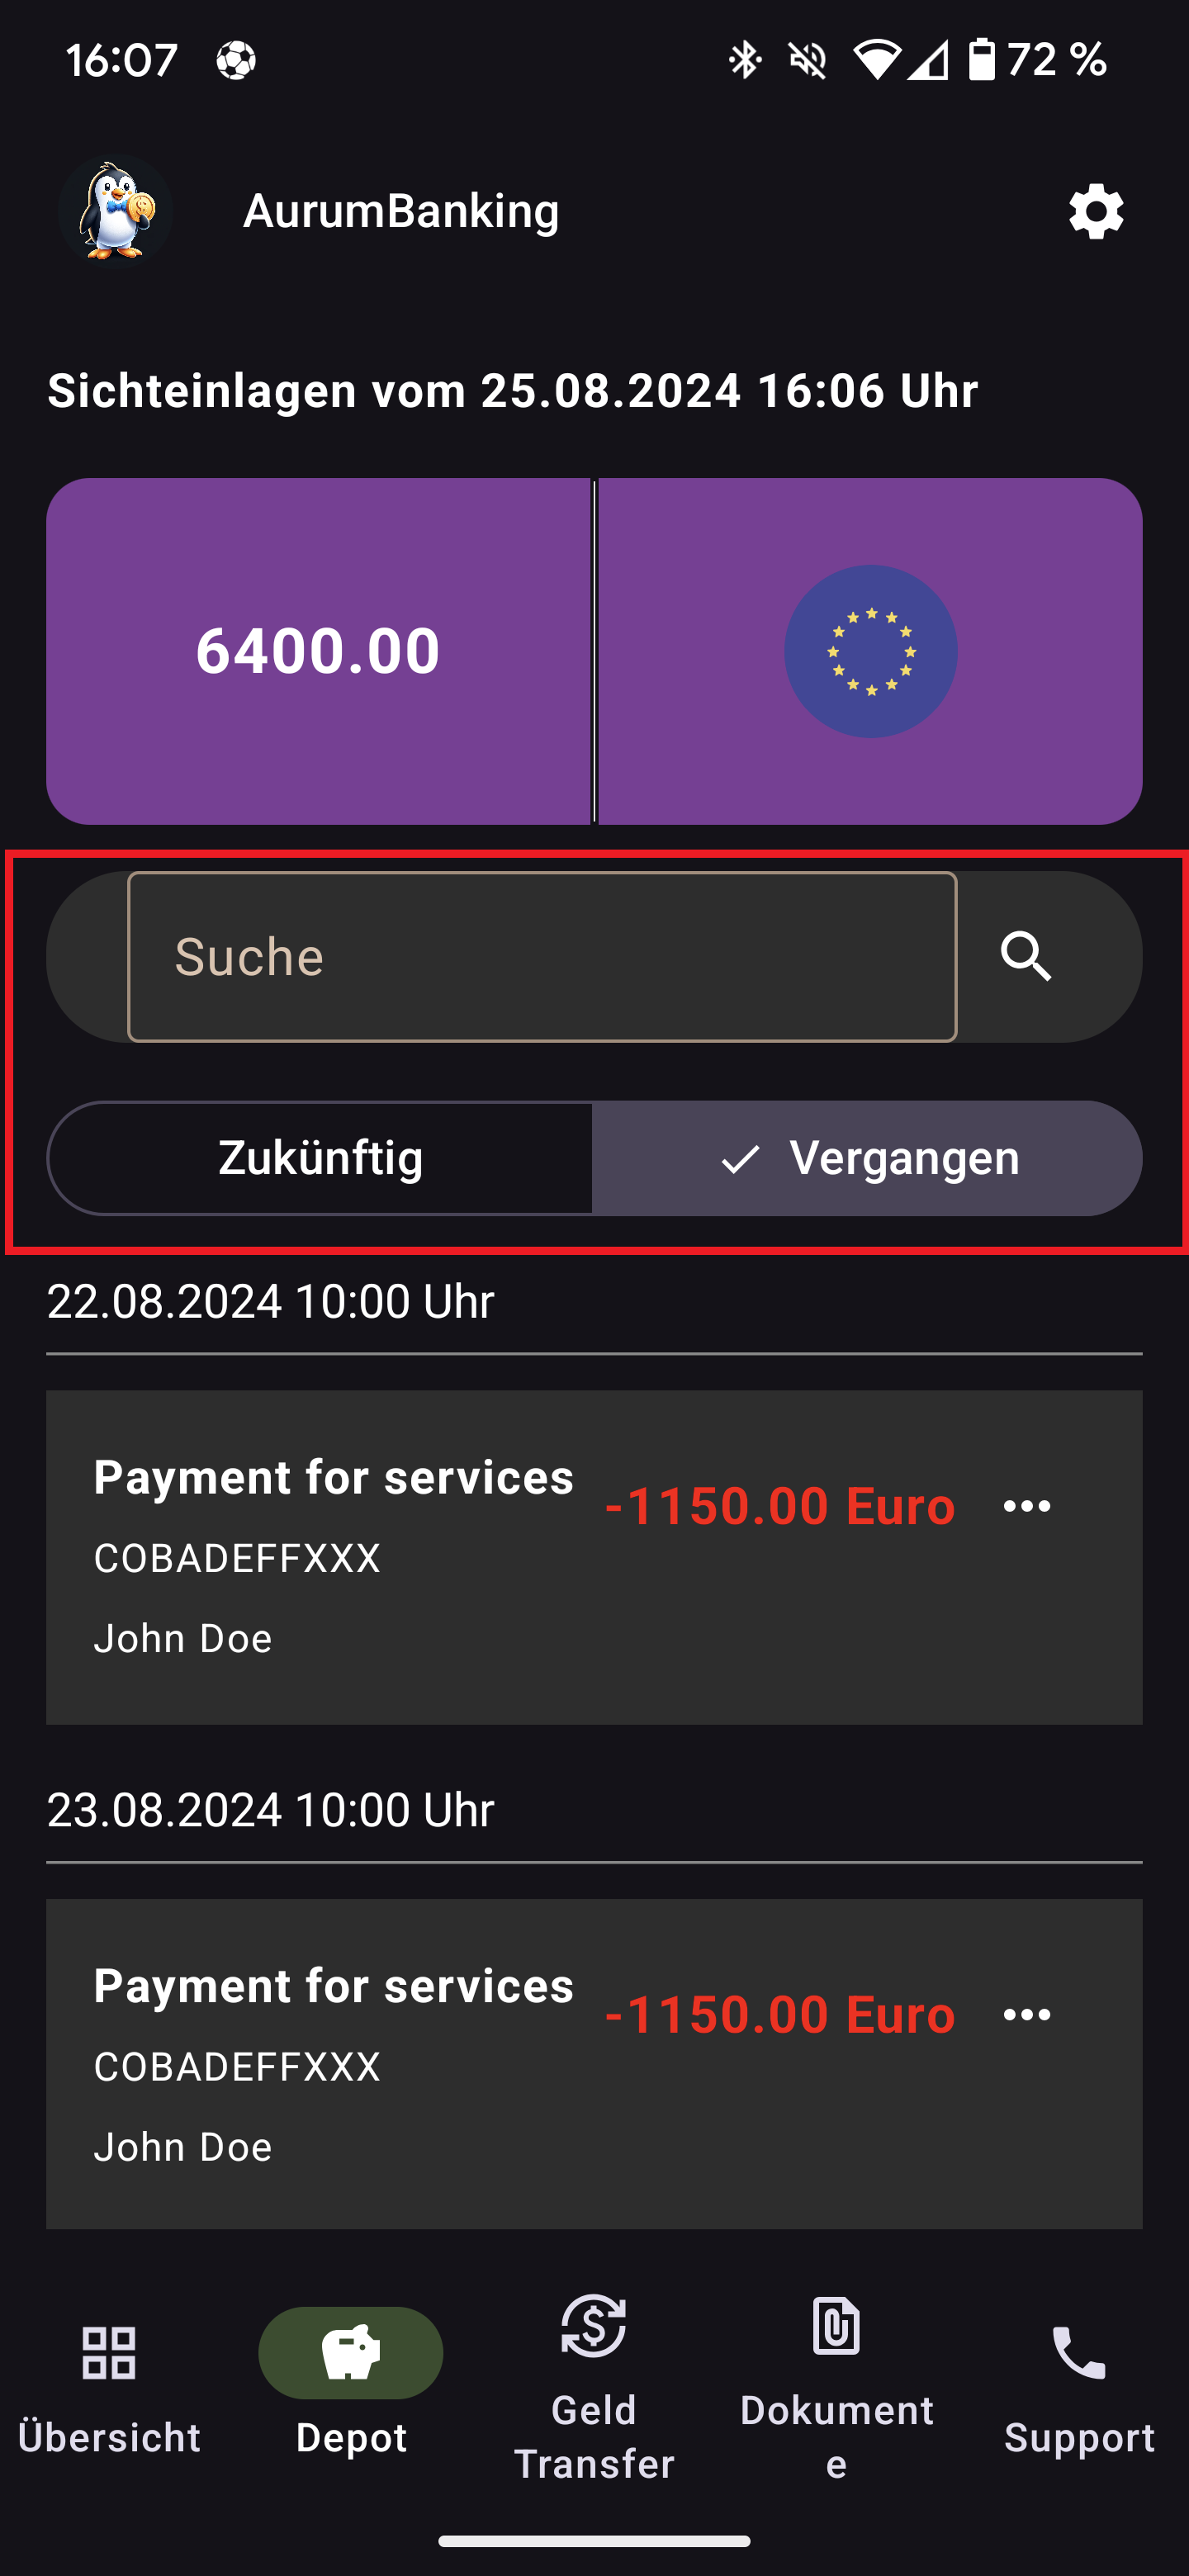 16:07 72 %
AurumBanking
Sichteinlagen vom 25.08.2024 16:06 Uhr
6400.00
Suche
Zukünftig Vergangen
22.08.2024 10:00 Uhr
Payment for services
-1150.00 Euro
COBADEFFXXX
John Doe
23.08.2024 10:00 Uhr
Payment for services
-1150.00 Euro
COBADEFFXXX
John Doe
Übersicht
Depot
Geld
Transfer
Dokument
e
Support